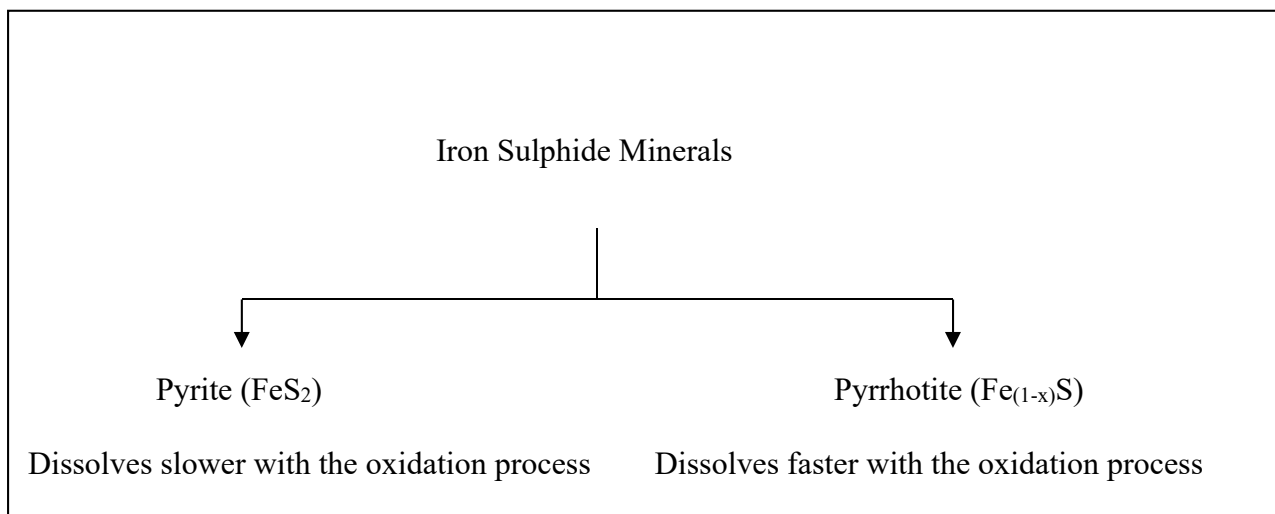 Iron Sulphide Minerals
Pyrite (FeS₂) Pyrrhotite (Fe₍₁₋ₓ₎S)
Dissolves slower with the oxidation process Dissolves faster with the oxidation process